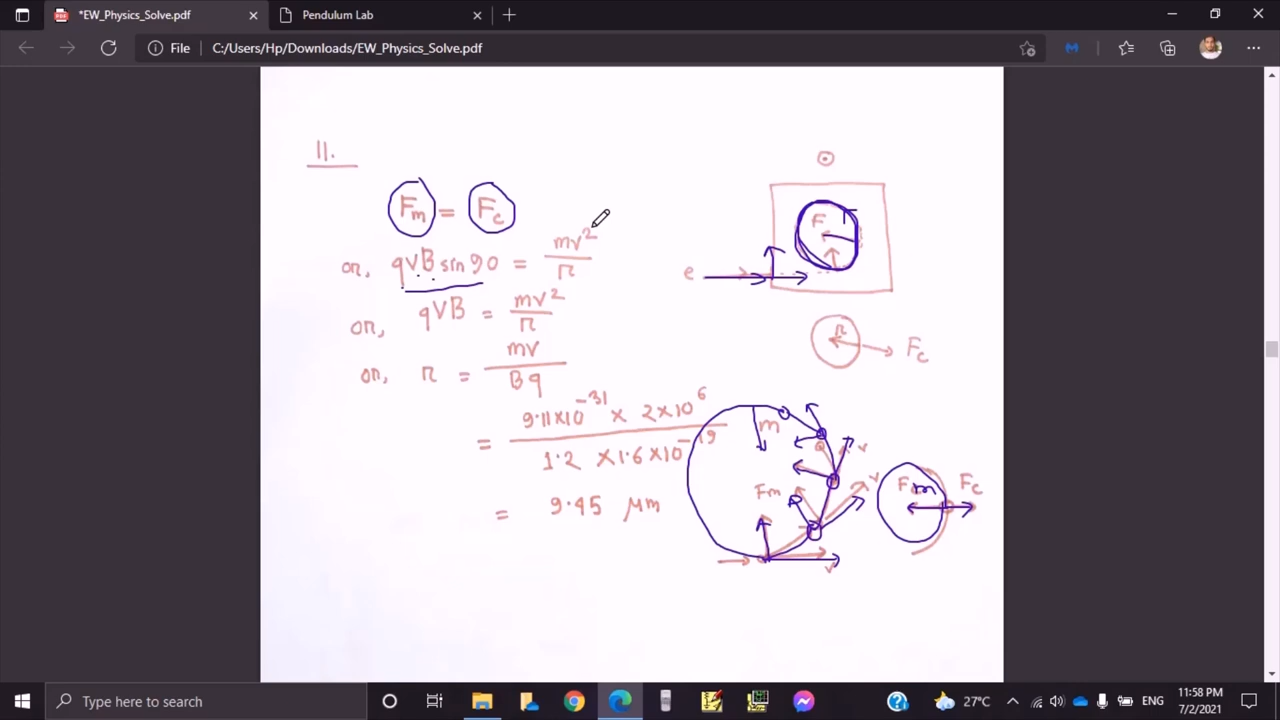 *EW_Physics_Solve.pdf
Pendulum Lab
File C:/Users/Hp/Downloads/EW_Physics_Solve.pdf
11.
Fm = Fc
or, qVB sin 90 = mv²/r
or, qVB = mv²/r
or, r = mv/Bq
= 9.11×10⁻³¹ × 2×10⁶ / 1.2 × 1.6×10⁻¹⁹
= 9.45 μm
F
e
r
Fc
m
v
v
Fm
v
Fm
Fc
Type here to search
27°C
ENG
11:58 PM
7/2/2021